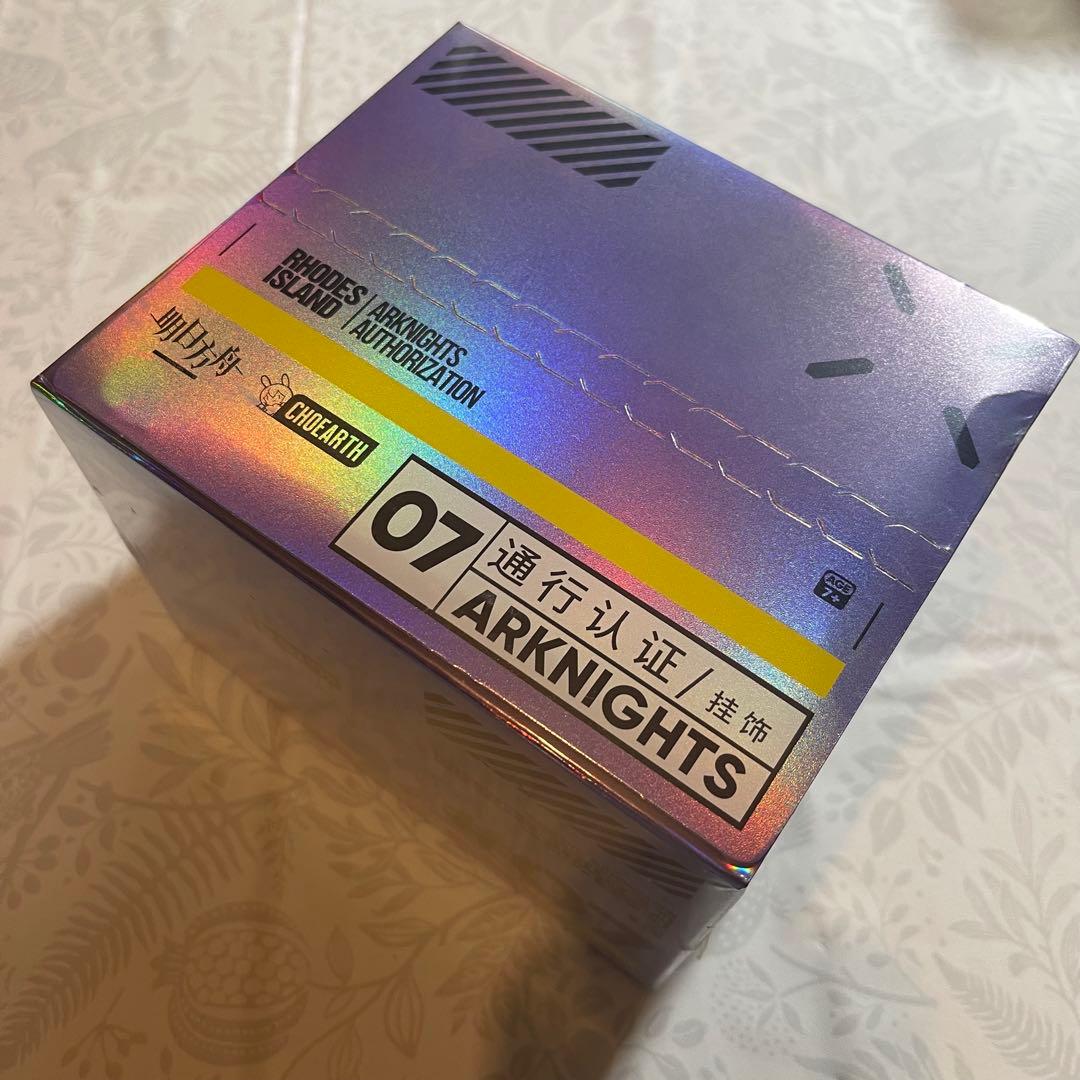 RHODES
ISLAND
ARKNIGHTS
AUTHORIZATION
明日方舟
CHOEARTH
AGE
7+
07
通行认证/挂饰
ARKNIGHTS